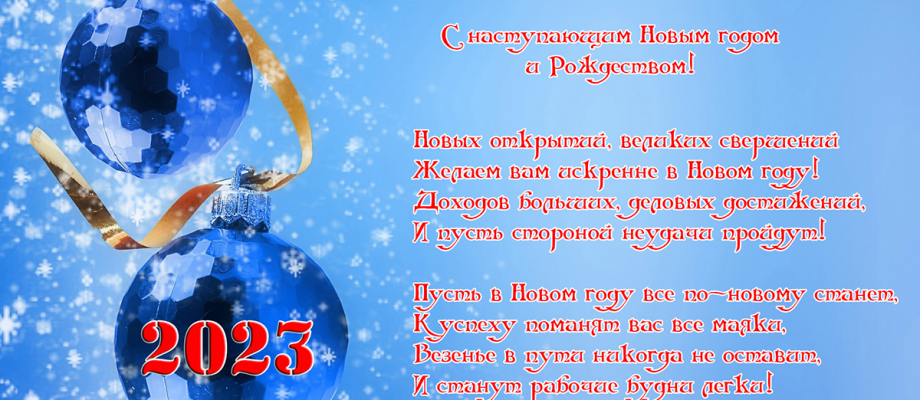 С наступающим Новым годом
и Рождеством!
Новых открытий, великих свершений
Желаем вам искренне в Новом году!
Доходов больших, деловых достижений,
И пусть стороной неудачи пройдут!
Пусть в Новом году все по~новому станет,
К успеху поманят вас все маяки,
Везенье в пути никогда не оставит,
И станут рабочие будни легки!
2023